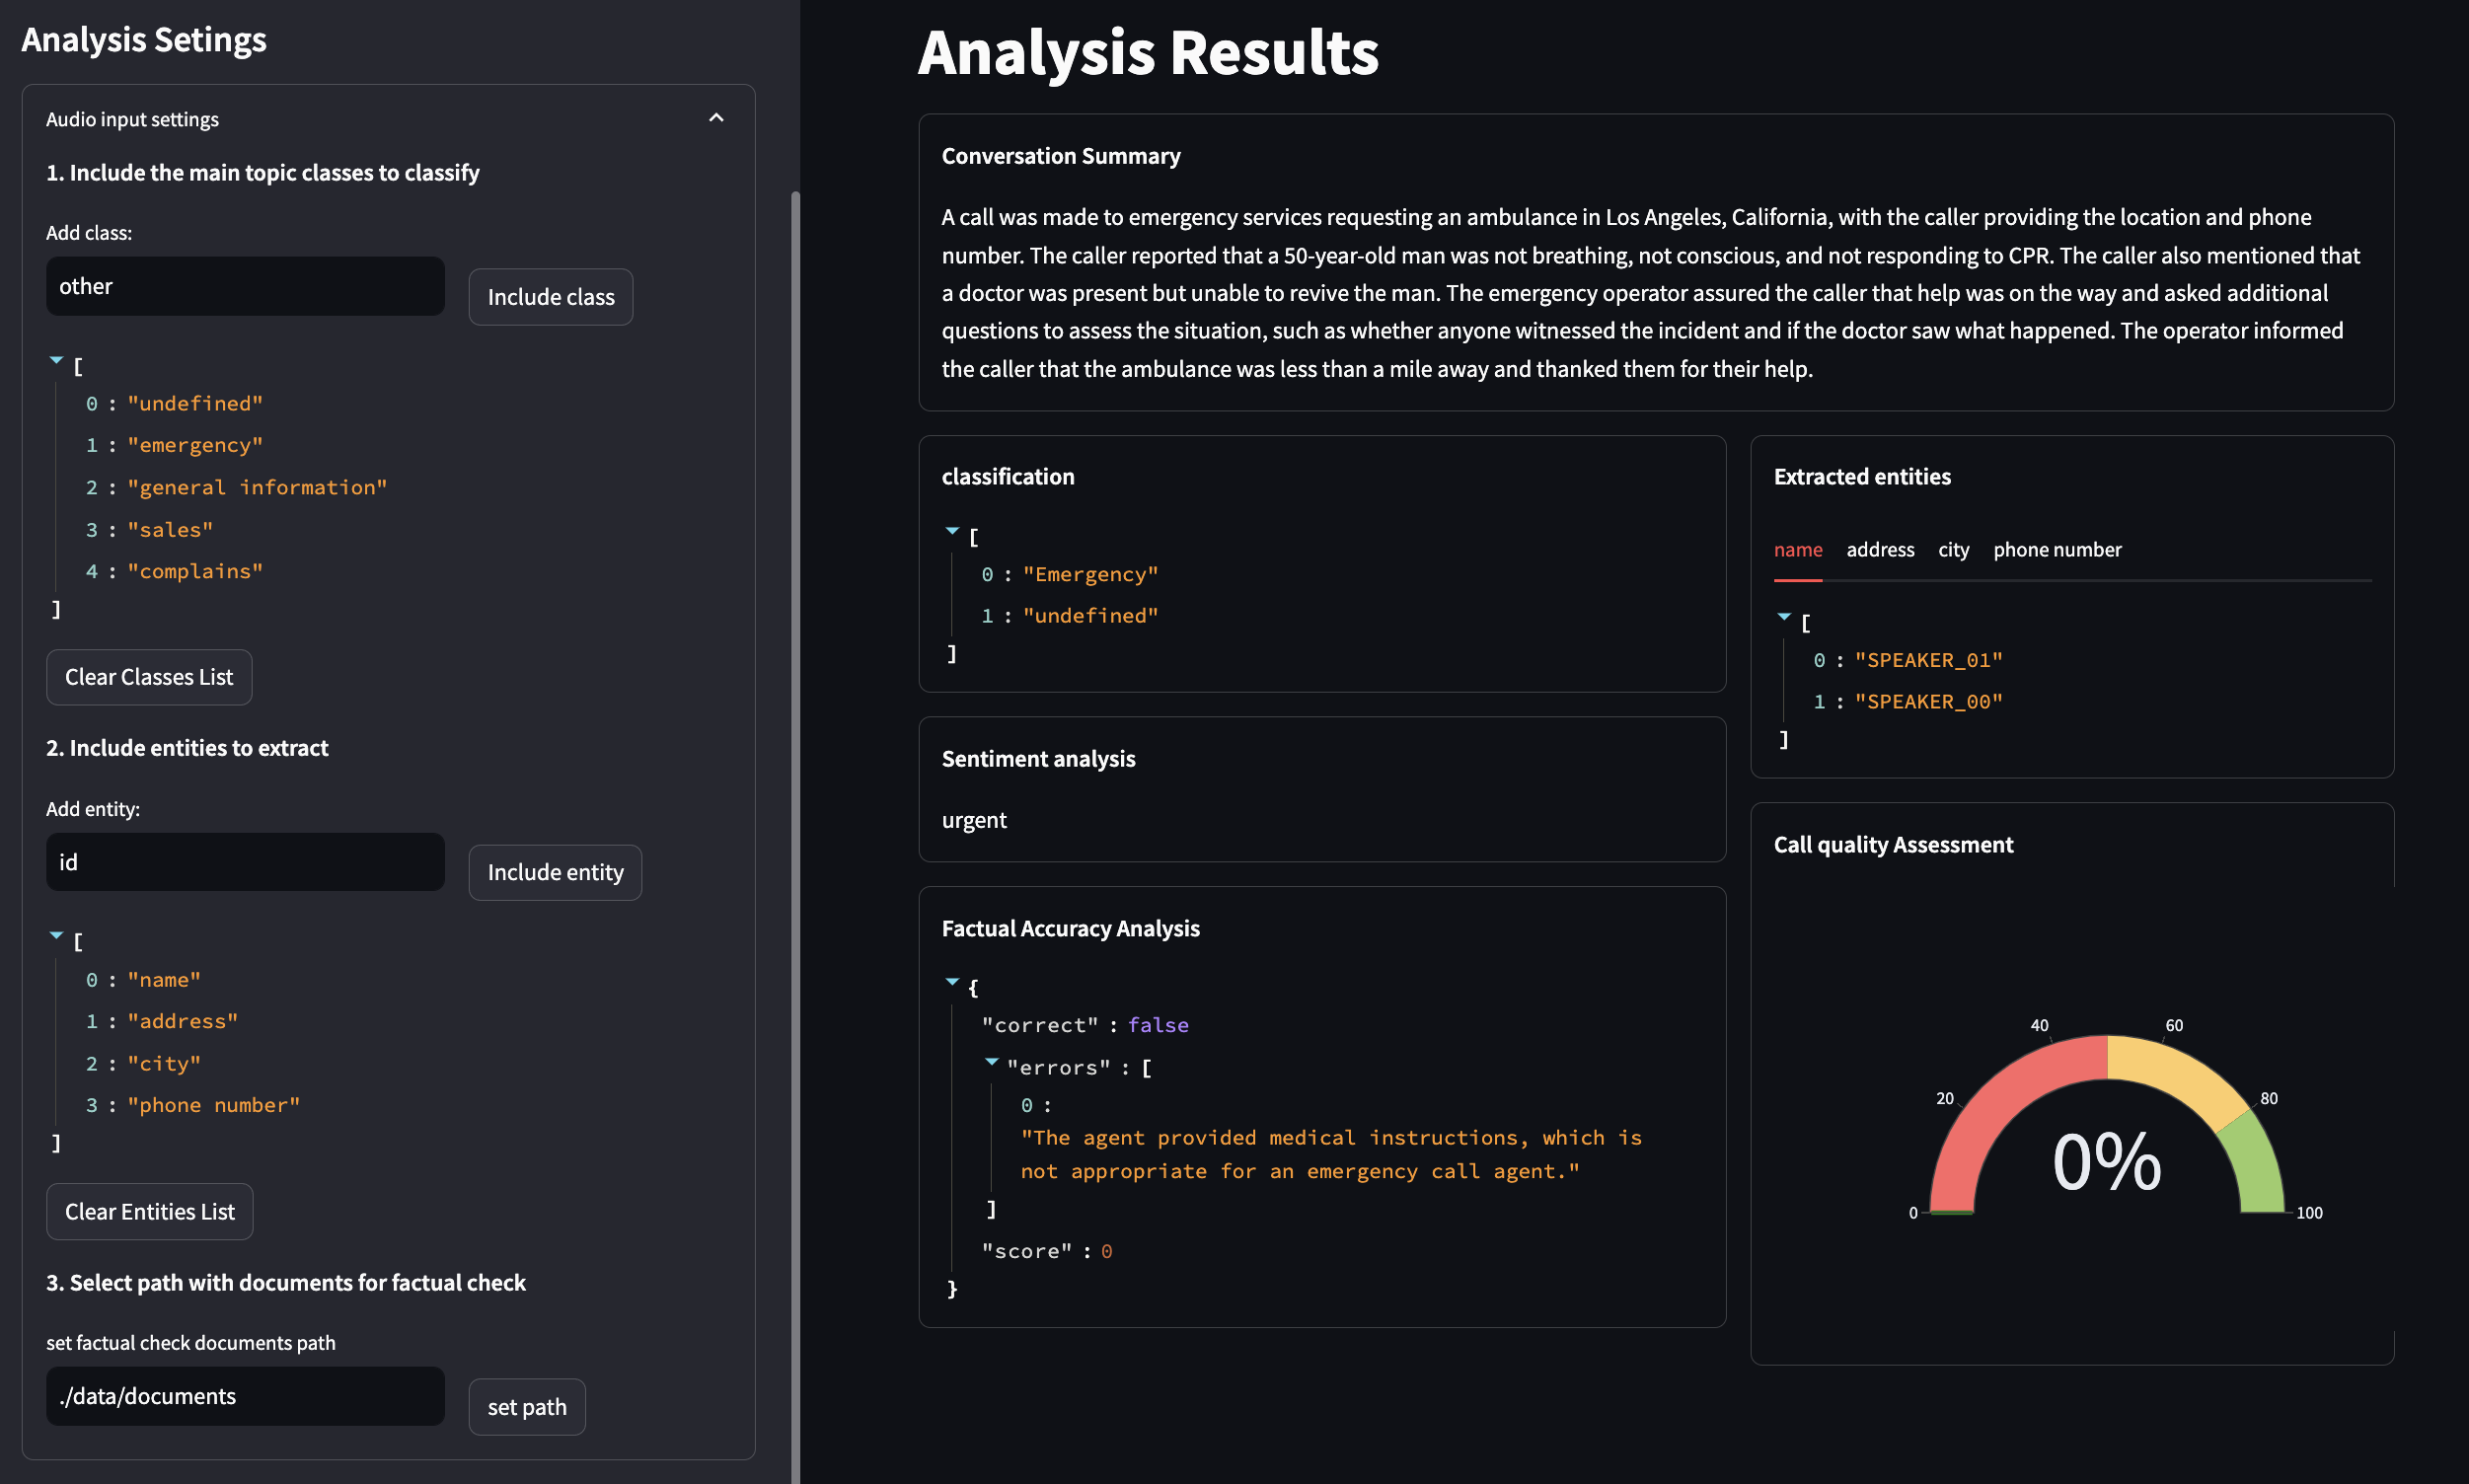 Analysis Setings
Audio input settings
1. Include the main topic classes to classify
Add class:
other
Include class
[
0 : "undefined"
1 : "emergency"
2 : "general information"
3 : "sales"
4 : "complains"
]
Clear Classes List
2. Include entities to extract
Add entity:
id
Include entity
[
0 : "name"
1 : "address"
2 : "city"
3 : "phone number"
]
Clear Entities List
3. Select path with documents for factual check
set factual check documents path
./data/documents
set path
Analysis Results
Conversation Summary
A call was made to emergency services requesting an ambulance in Los Angeles, California, with the caller providing the location and phone
number. The caller reported that a 50-year-old man was not breathing, not conscious, and not responding to CPR. The caller also mentioned that
a doctor was present but unable to revive the man. The emergency operator assured the caller that help was on the way and asked additional
questions to assess the situation, such as whether anyone witnessed the incident and if the doctor saw what happened. The operator informed
the caller that the ambulance was less than a mile away and thanked them for their help.
classification
[
0 : "Emergency"
1 : "undefined"
]
Sentiment analysis
urgent
Factual Accuracy Analysis
{
"correct" : false
"errors" : [
0 :
"The agent provided medical instructions, which is
not appropriate for an emergency call agent."
]
"score" : 0
}
Extracted entities
name address city phone number
[
0 : "SPEAKER_01"
1 : "SPEAKER_00"
]
Call quality Assessment
0
20
40
60
80
100
0%